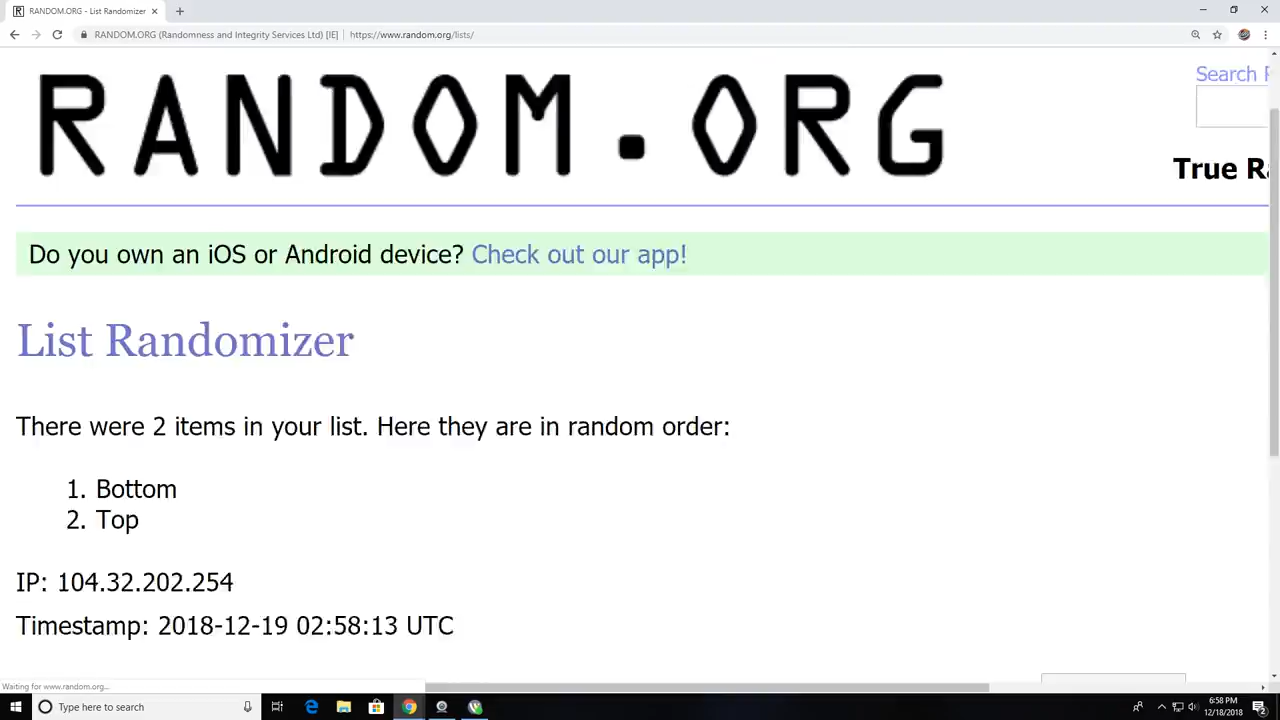 RANDOM.ORG - List Randomizer
RANDOM.ORG (Randomness and Integrity Services Ltd) [IE] https://www.random.org/lists/
RANDOM.ORG
Search
True
Do you own an iOS or Android device? Check out our app!
List Randomizer
There were 2 items in your list. Here they are in random order:
1. Bottom
2. Top
IP: 104.32.202.254
Timestamp: 2018-12-19 02:58:13 UTC
Waiting for www.random.org...
Type here to search
6:58 PM
12/18/2018
2